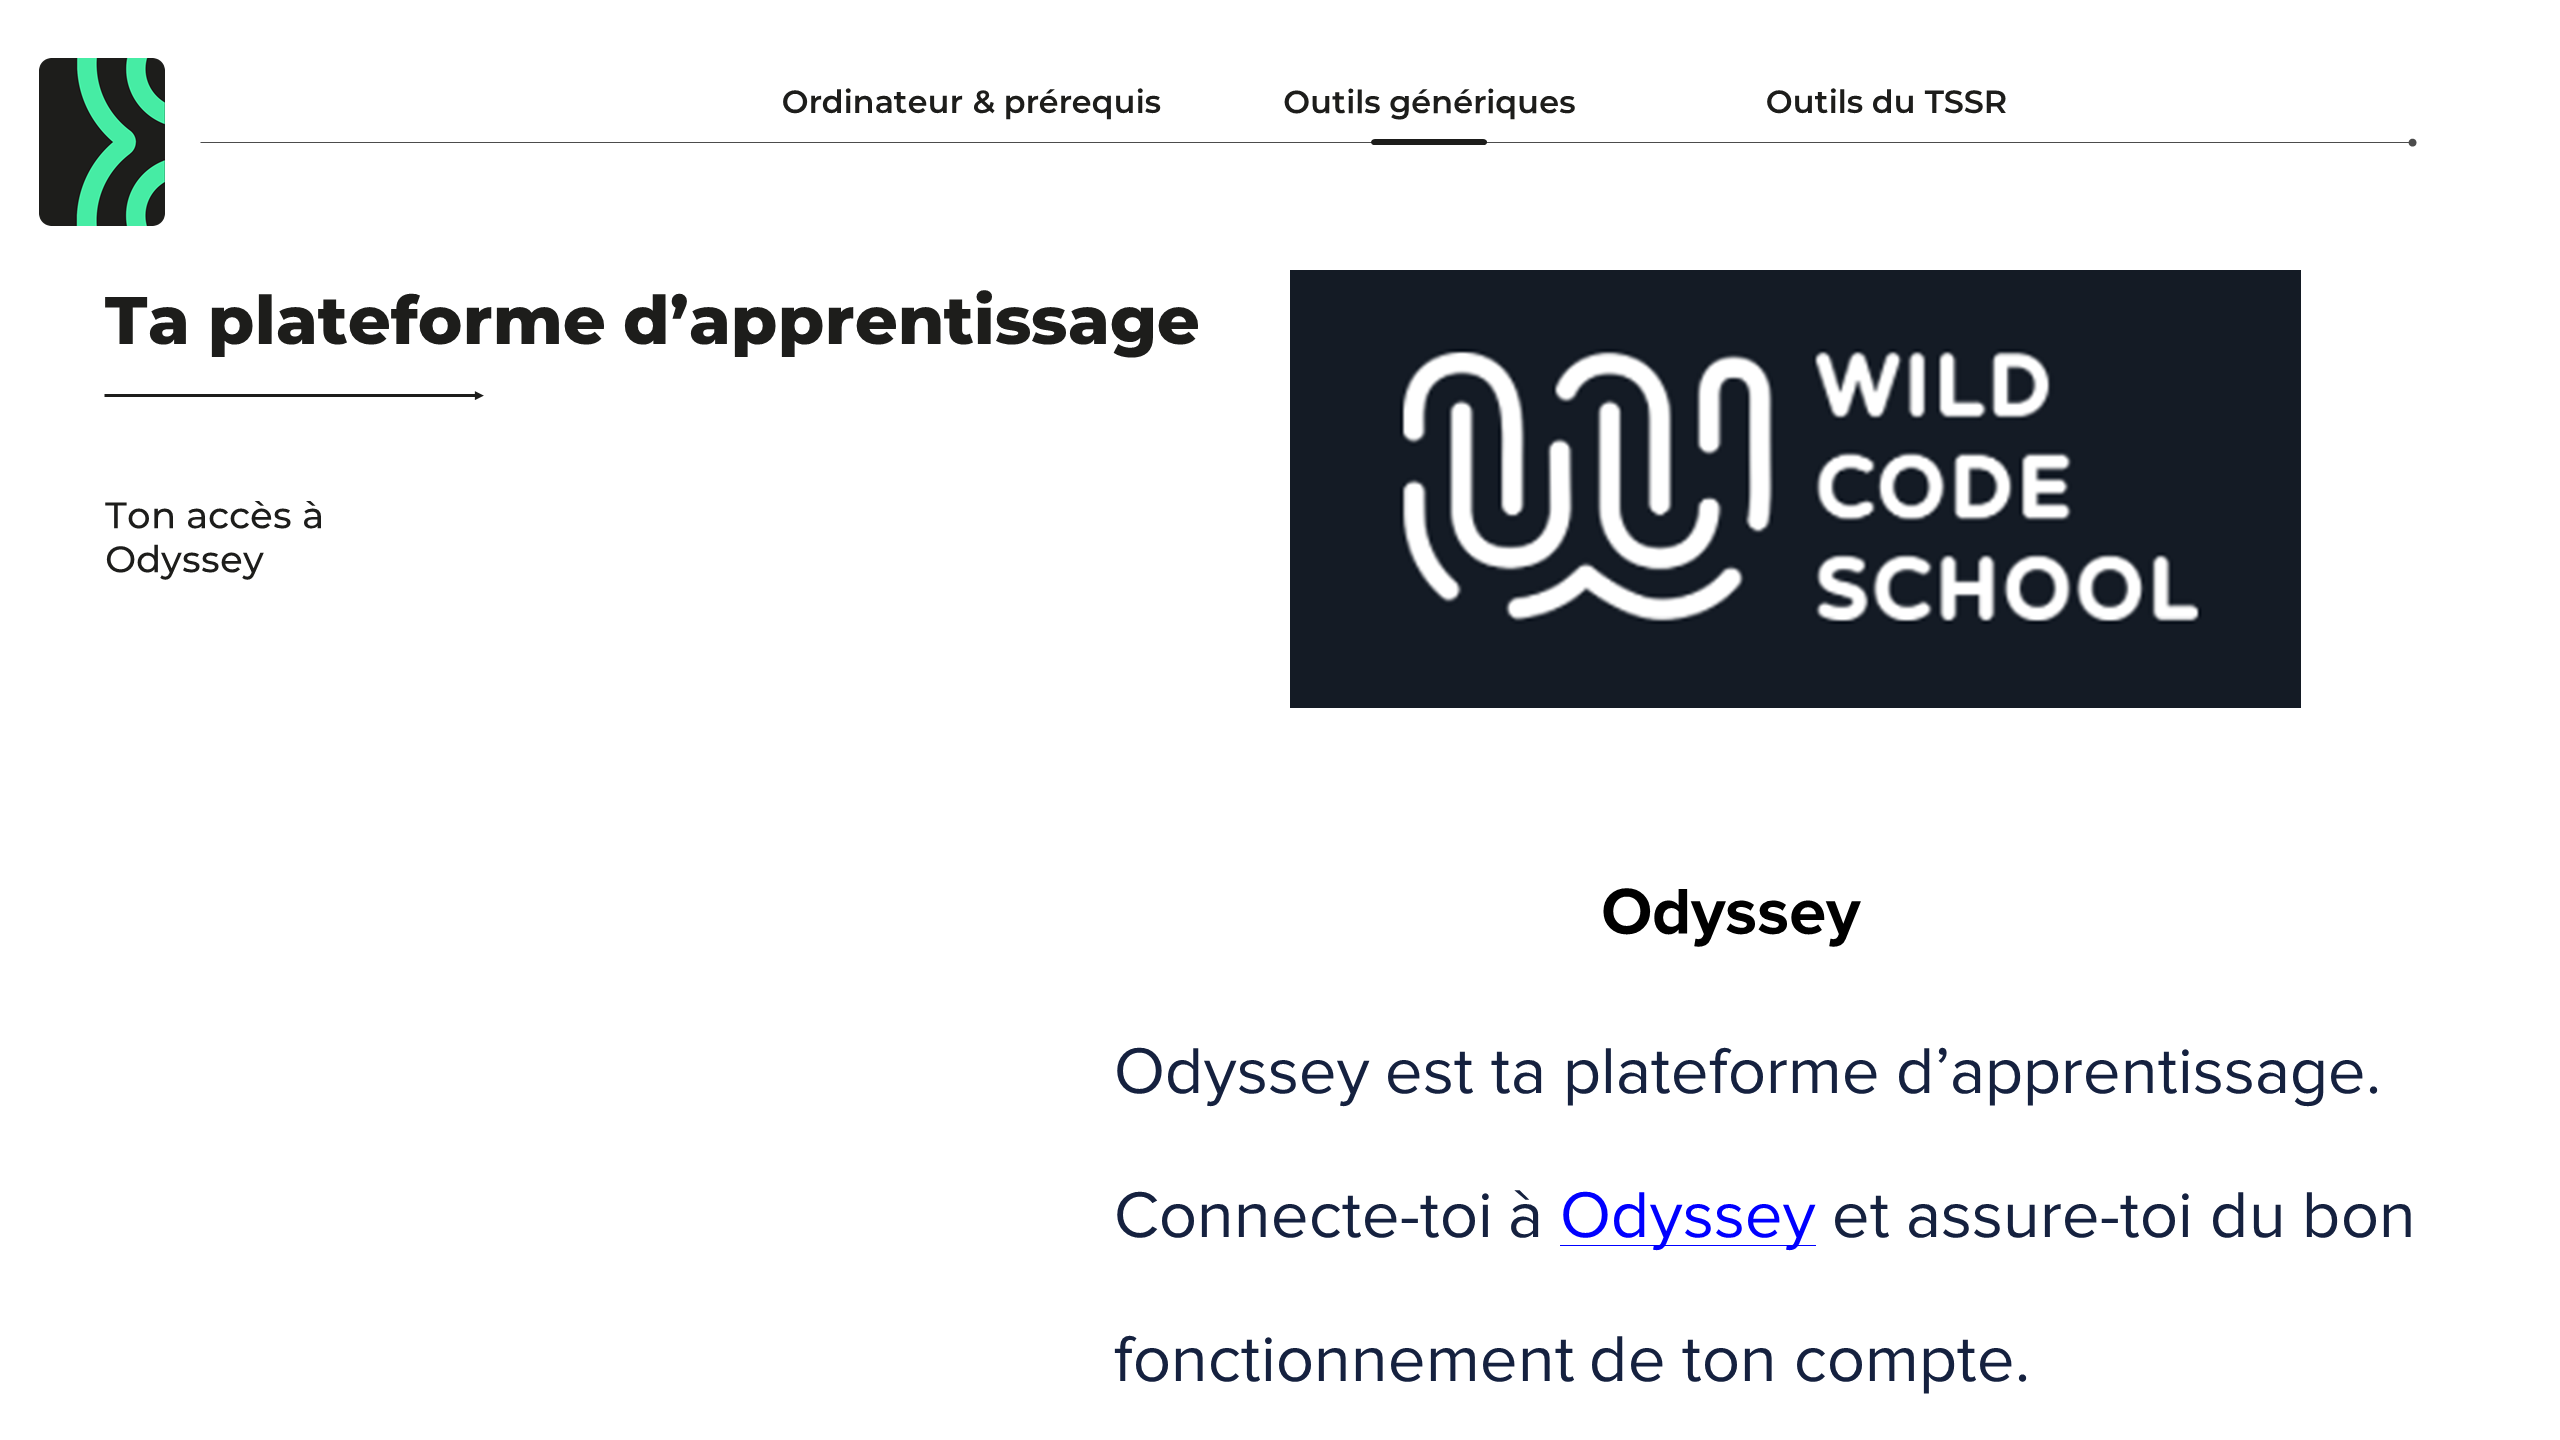 Ordinateur & prérequis
Outils génériques
Outils du TSSR
Ta plateforme d’apprentissage
Ton accès à
Odyssey
WILD
CODE
SCHOOL
Odyssey
Odyssey est ta plateforme d’apprentissage.
Connecte-toi à Odyssey et assure-toi du bon
fonctionnement de ton compte.